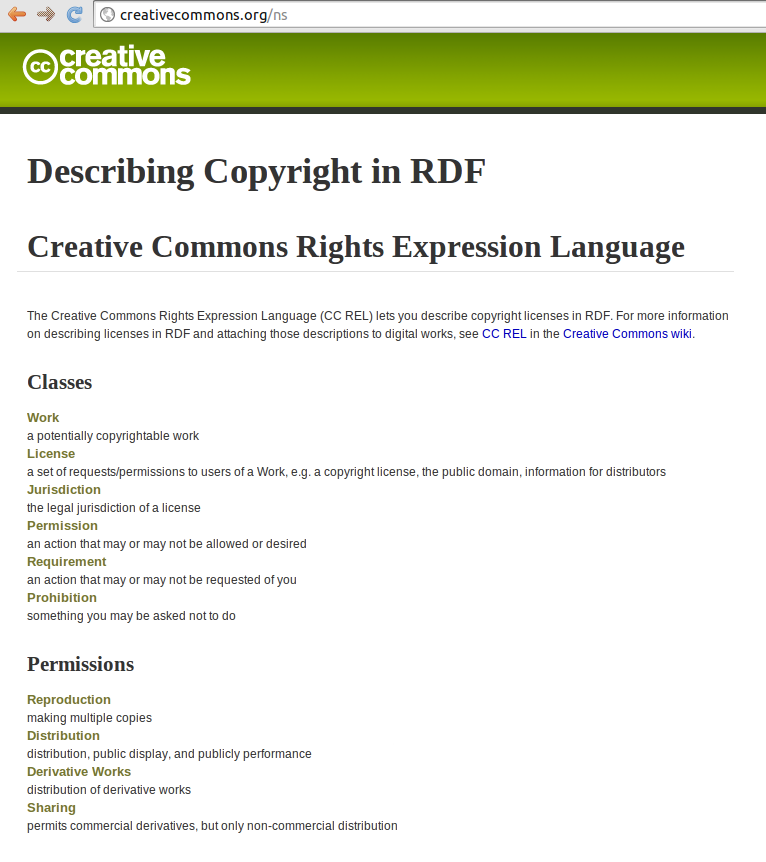 creativecommons.org/ns
cc creative
commons
Describing Copyright in RDF
Creative Commons Rights Expression Language
The Creative Commons Rights Expression Language (CC REL) lets you describe copyright licenses in RDF. For more information
on describing licenses in RDF and attaching those descriptions to digital works, see CC REL in the Creative Commons wiki.
Classes
Work
a potentially copyrightable work
License
a set of requests/permissions to users of a Work, e.g. a copyright license, the public domain, information for distributors
Jurisdiction
the legal jurisdiction of a license
Permission
an action that may or may not be allowed or desired
Requirement
an action that may or may not be requested of you
Prohibition
something you may be asked not to do
Permissions
Reproduction
making multiple copies
Distribution
distribution, public display, and publicly performance
Derivative Works
distribution of derivative works
Sharing
permits commercial derivatives, but only non-commercial distribution